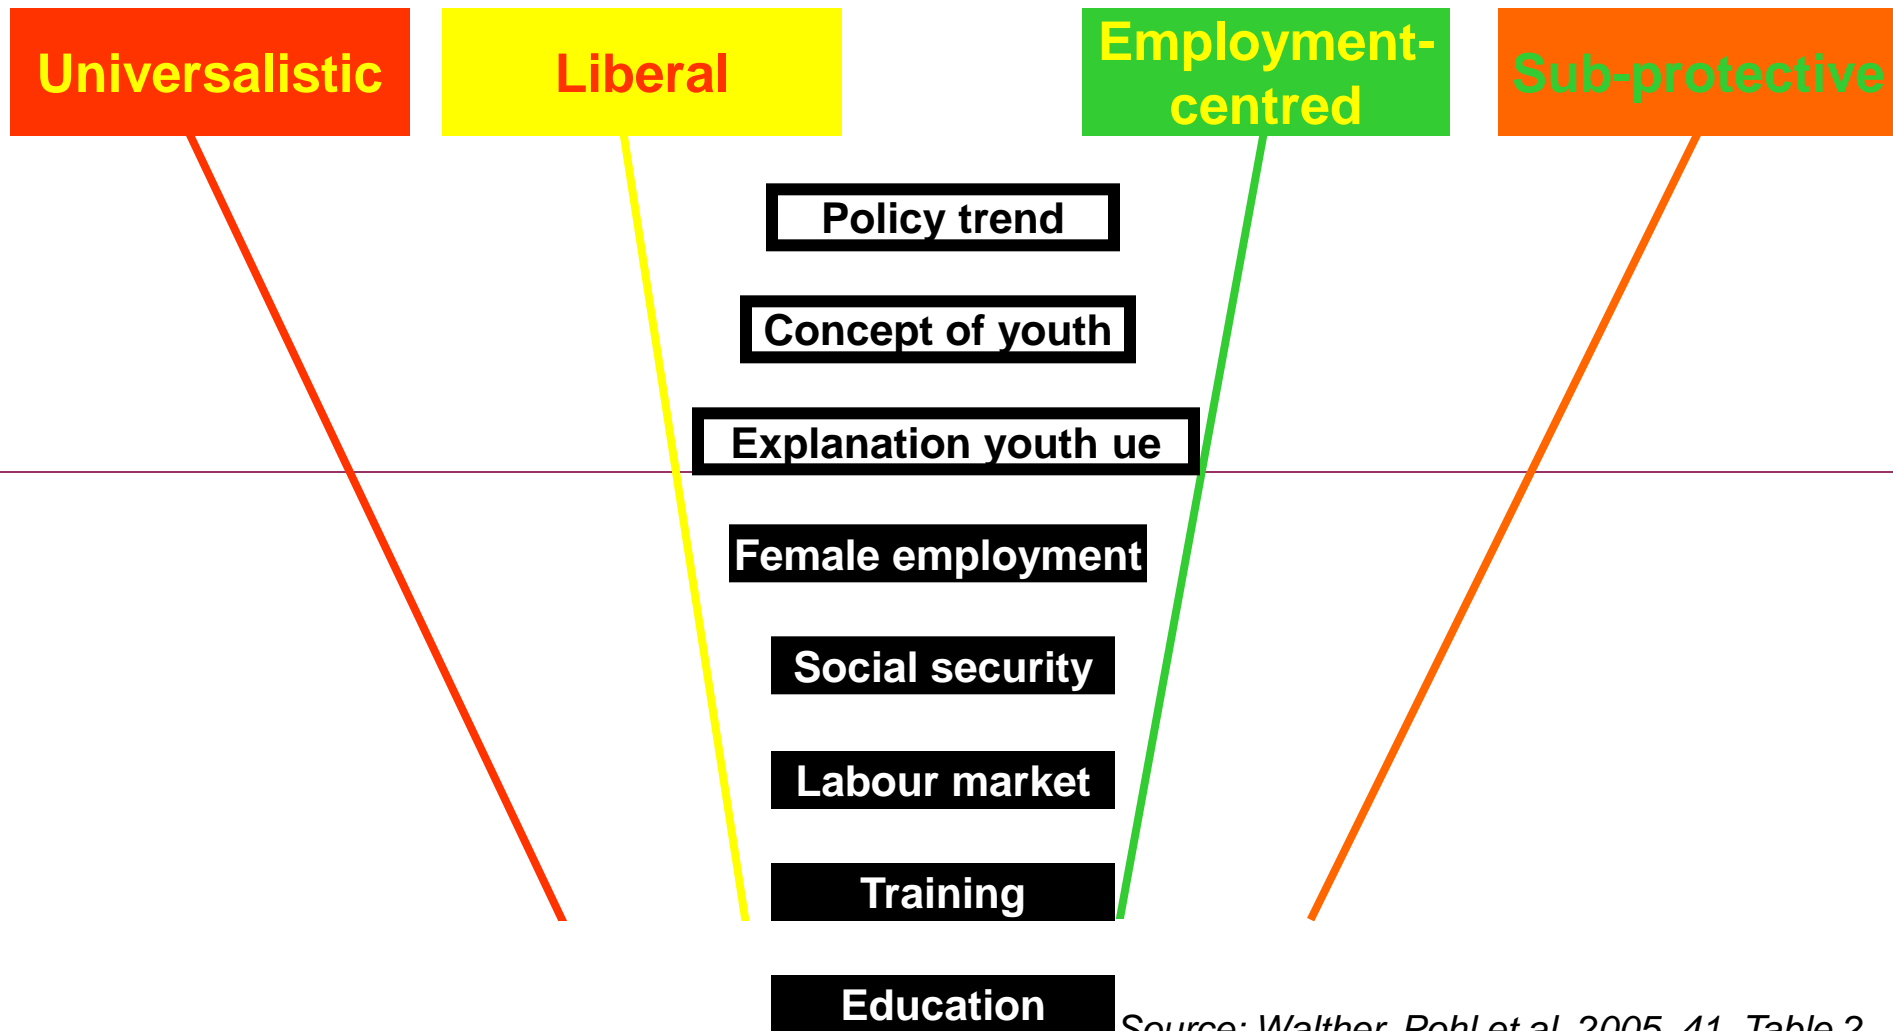 Universalistic
Liberal
Employment-
centred
Sub-protective
Policy trend
Concept of youth
Explanation youth ue
Female employment
Social security
Labour market
Training
Education
Source: Walther, Pohl et al. 2005, 41, Table 2